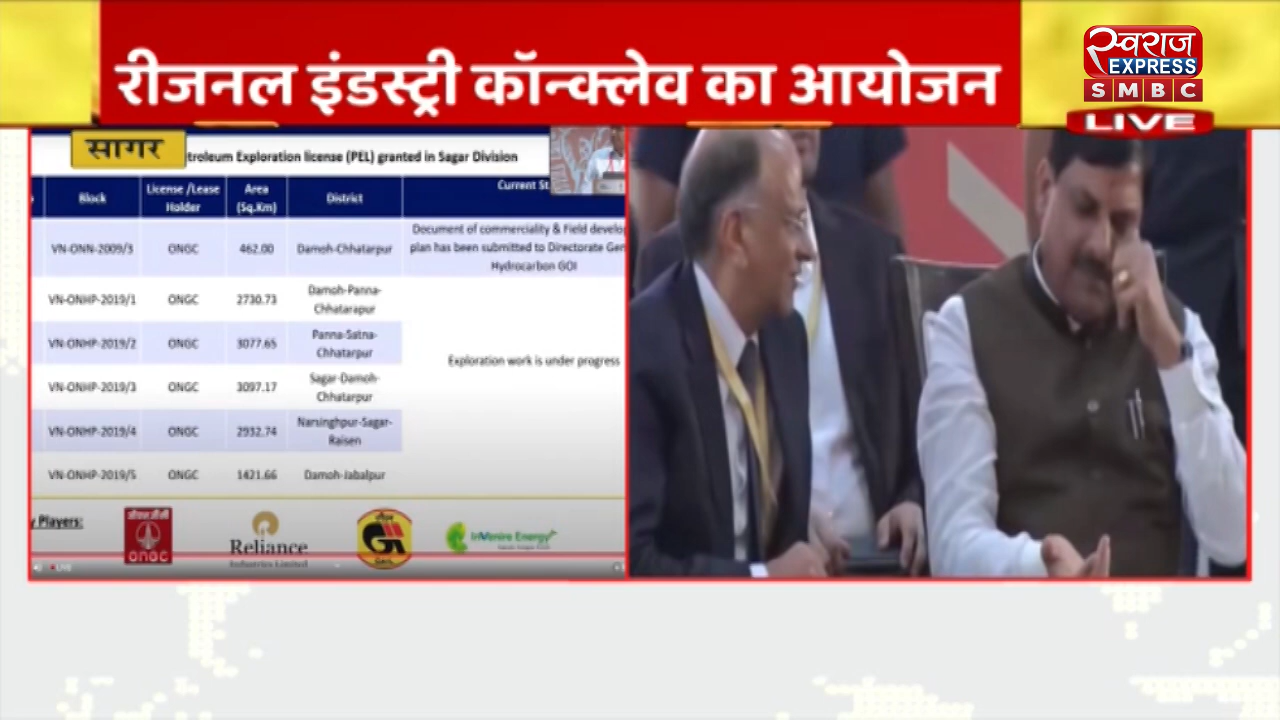 रीजनल इंडस्ट्री कॉन्क्लेव का आयोजन
स्वराज
EXPRESS
SMBC
LIVE
सागर
troleum Exploration license (PEL) granted in Sagar Division
Block
License /Lease Holder
Area (Sq.Km)
District
Current St
VN-ONN-2009/3
ONGC
462.00
Damoh-Chhatarpur
Document of commerciality & Field develop
plan has been submitted to Directorate Gen
Hydrocarbon GOI
VN-ONHP-2019/1
ONGC
2730.73
Damoh-Panna-
Chhatarapur
VN-ONHP-2019/2
ONGC
3077.65
Panna-Satna-
Chhatarpur
Exploration work is under progress
VN-ONHP-2019/3
ONGC
3097.17
Sagar-Damoh-
Chhatarpur
VN-ONHP-2019/4
ONGC
2932.74
Narsinghpur-Sagar-
Raisen
VN-ONHP-2019/5
ONGC
1421.66
Damoh-Jabalpur
Players:
ongc
Reliance
Industries Limited
InVenire Energy
LIVE